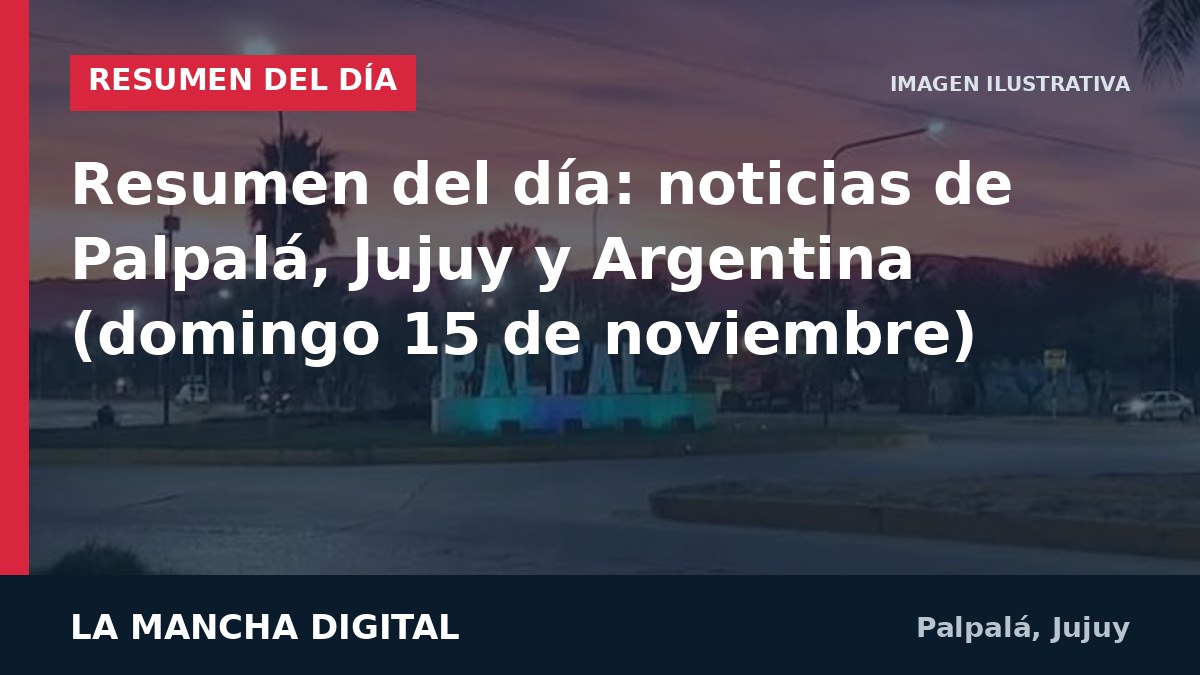 RESUMEN DEL DÍA
IMAGEN ILUSTRATIVA
Resumen del día: noticias de
Palpalá, Jujuy y Argentina
(domingo 15 de noviembre)
PALPALA
LA MANCHA DIGITAL
Palpalá, Jujuy